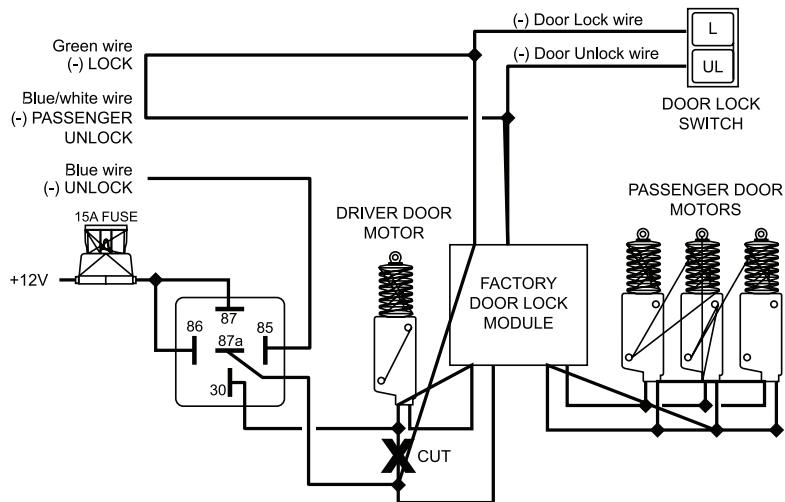 (-) Door Lock wire
L
Green wire
(-) LOCK
(-) Door Unlock wire
UL
Blue/white wire
(-) PASSENGER
UNLOCK
DOOR LOCK
SWITCH
Blue wire
(-) UNLOCK
15A FUSE
+12V
DRIVER DOOR
MOTOR
PASSENGER DOOR
MOTORS
FACTORY
DOOR LOCK
MODULE
87
86
85
87a
30
X
CUT